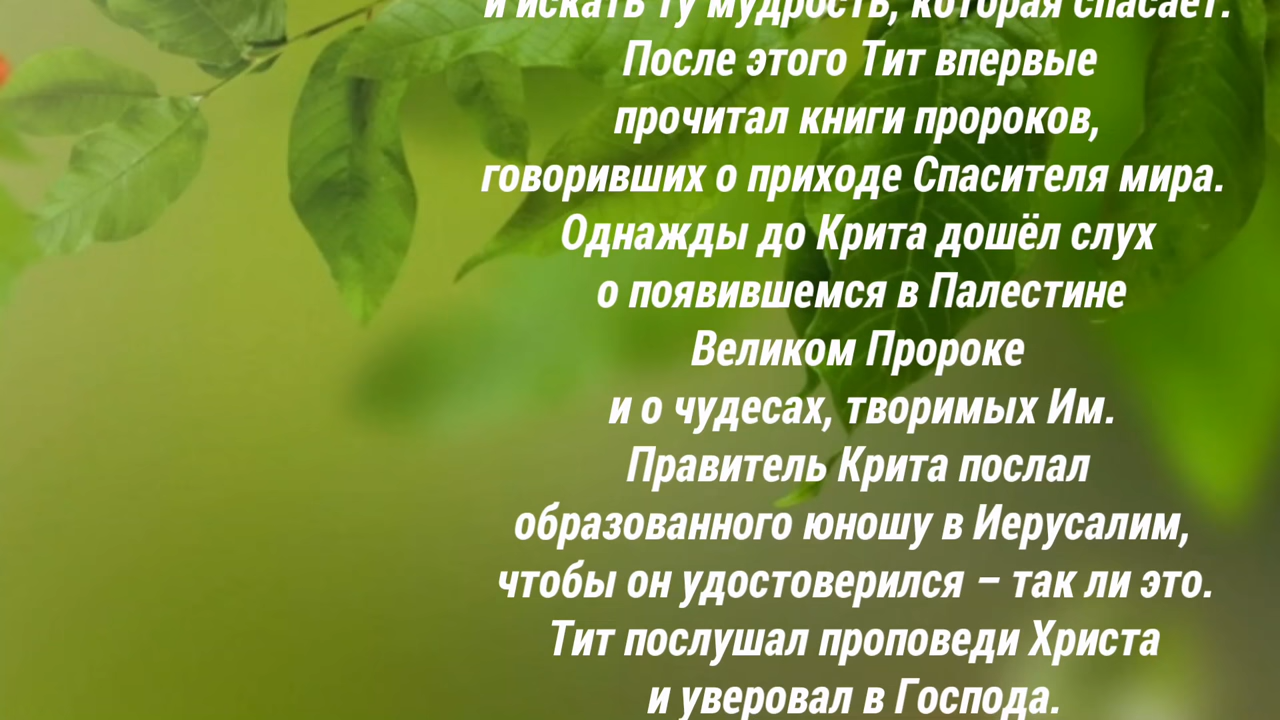 и искать ту мудрость, которая спасает.
После этого Тит впервые
прочитал книги пророков,
говоривших о приходе Спасителя мира.
Однажды до Крита дошёл слух
о появившемся в Палестине
Великом Пророке
и о чудесах, творимых Им.
Правитель Крита послал
образованного юношу в Иерусалим,
чтобы он удостоверился – так ли это.
Тит послушал проповеди Христа
и уверовал в Господа.